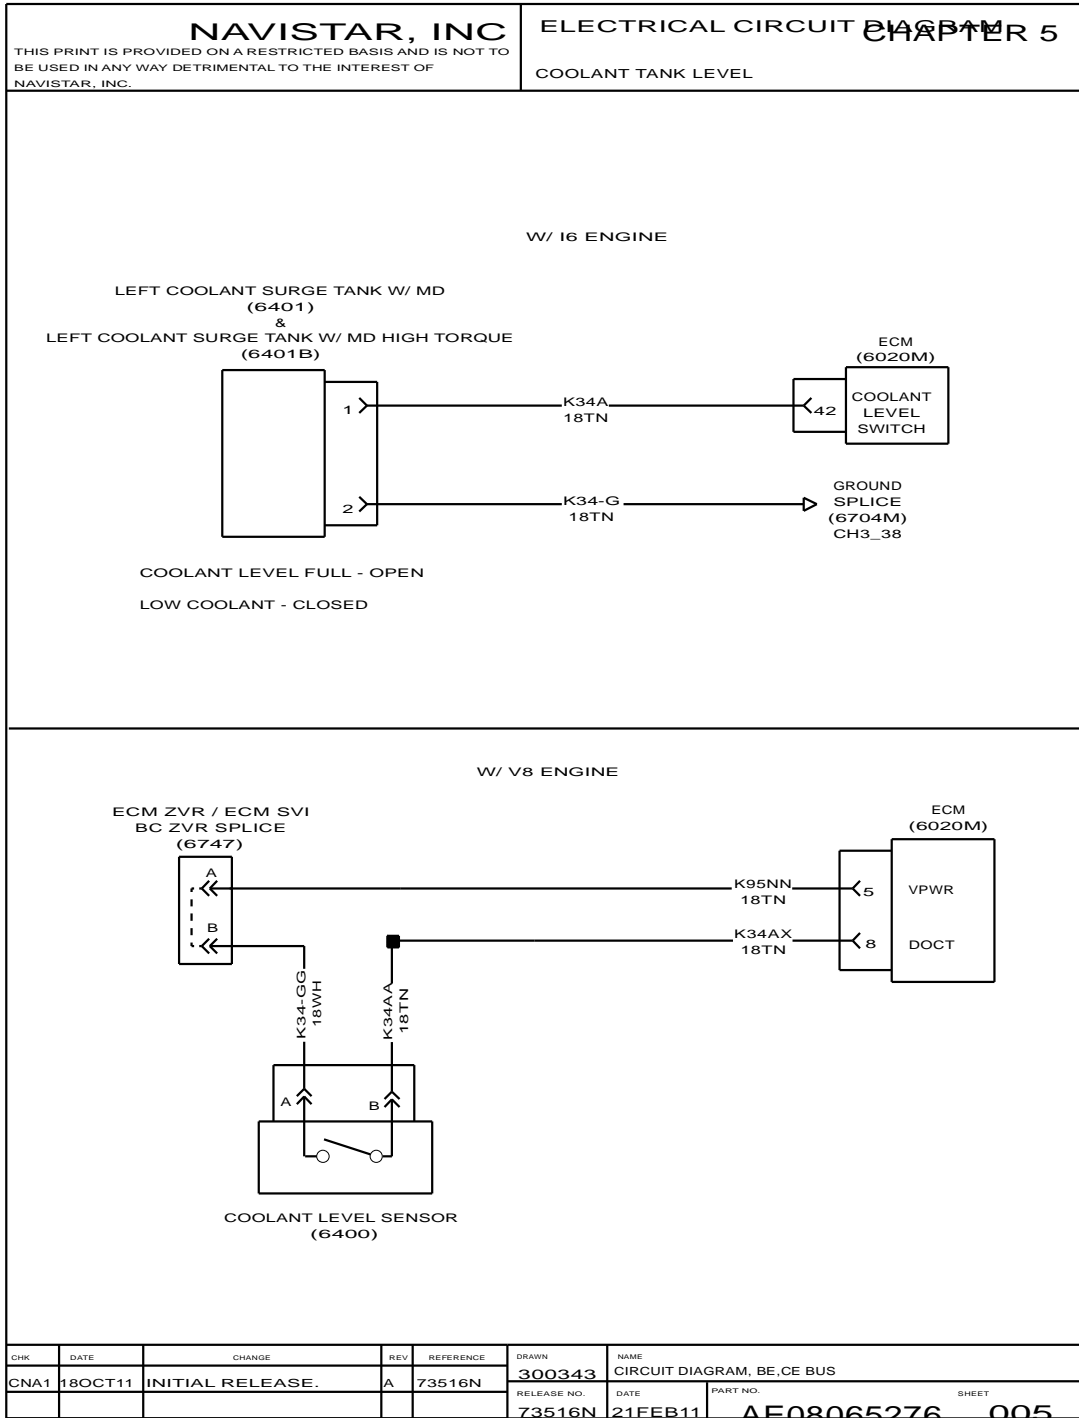 NAVISTAR, INC
THIS PRINT IS PROVIDED ON A RESTRICTED BASIS AND IS NOT TO
BE USED IN ANY WAY DETRIMENTAL TO THE INTEREST OF
NAVISTAR, INC.
ELECTRICAL CIRCUIT DIAGRAM
CHAPTER 5
COOLANT TANK LEVEL
W/ I6 ENGINE
LEFT COOLANT SURGE TANK W/ MD
(6401)
&
LEFT COOLANT SURGE TANK W/ MD HIGH TORQUE
(6401B)
1
2
K34A
18TN
K34-G
18TN
ECM
(6020M)
42
COOLANT
LEVEL
SWITCH
GROUND
SPLICE
(6704M)
CH3_38
COOLANT LEVEL FULL - OPEN
LOW COOLANT - CLOSED
W/ V8 ENGINE
ECM ZVR / ECM SVI
BC ZVR SPLICE
(6747)
A
B
K95NN
18TN
K34AX
18TN
ECM
(6020M)
5
VPWR
8
DOCT
K34-GG
18WH
K34AA
18TN
A
B
COOLANT LEVEL SENSOR
(6400)
CHK DATE CHANGE REV REFERENCE
CNA1 18OCT11 INITIAL RELEASE. A 73516N
DRAWN
300343
NAME
CIRCUIT DIAGRAM, BE,CE BUS
RELEASE NO.
73516N
DATE
21FEB11
PART NO.
AE08065276
SHEET
005